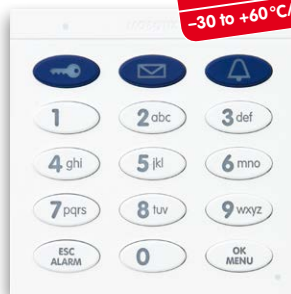 –30 to +60°C/
1 2abc 3def
4ghi 5jkl 6mno
7pqrs 8tuv 9wxyz
ESC
ALARM 0 OK
MENU